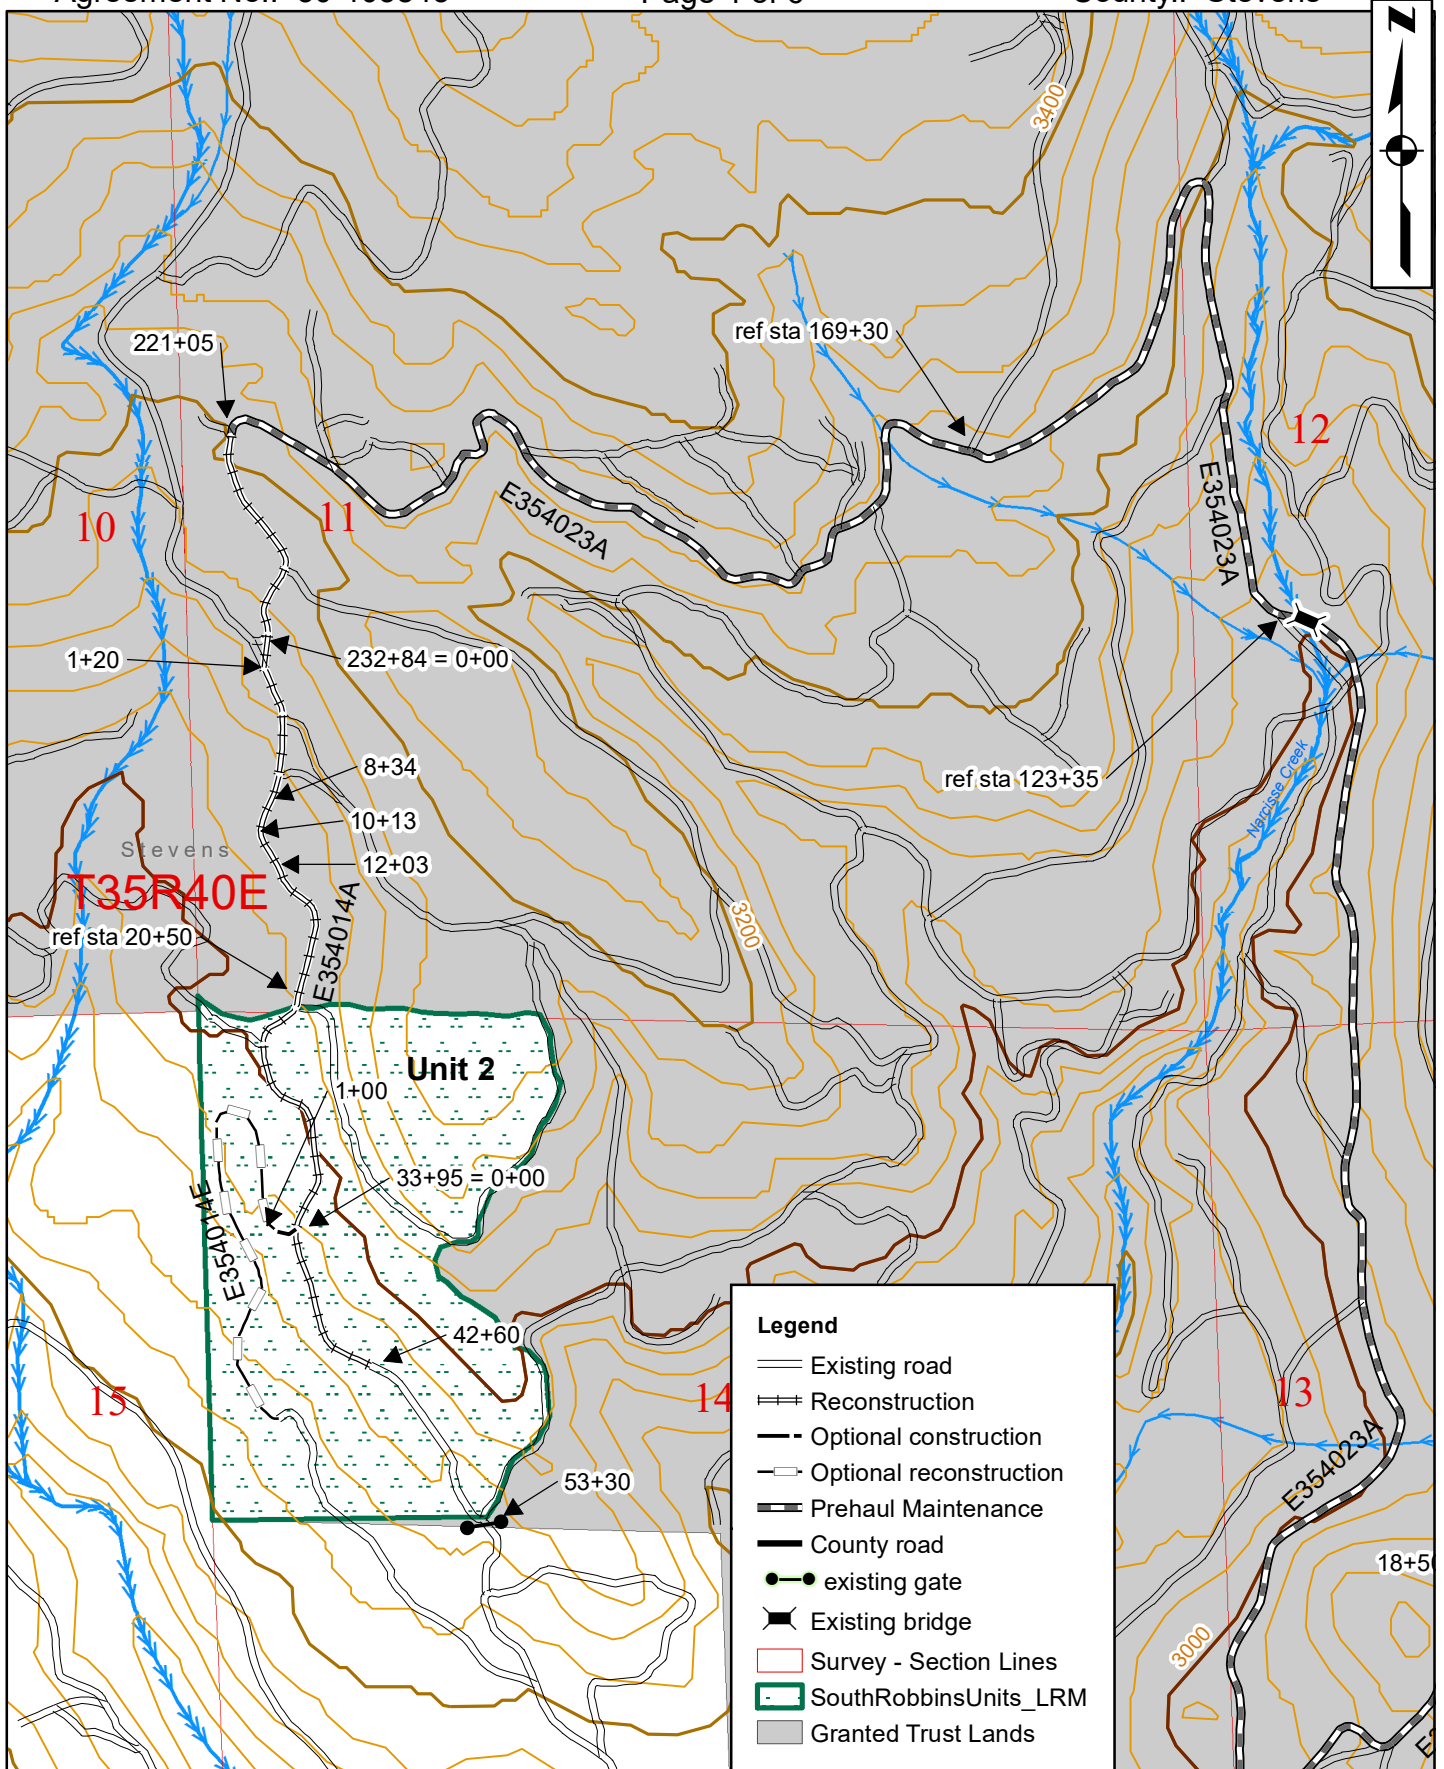 3400
Z
221+05
ref sta 169+30
12
10
11
E354023A
E354023A
1+20
232+84 = 0+00
8+34
ref sta 123+35
Narcisse Creek
10+13
Stevens
12+03
T35R40E
E354014A
3200
ref sta 20+50
Unit 2
1+00
33+95 = 0+00
E354014E
42+60
15
14
13
53+30
E354023A
3000
Legend
Existing road
Reconstruction
Optional construction
Optional reconstruction
Prehaul Maintenance
County road
existing gate
Existing bridge
Survey - Section Lines
SouthRobbinsUnits_LRM
Granted Trust Lands